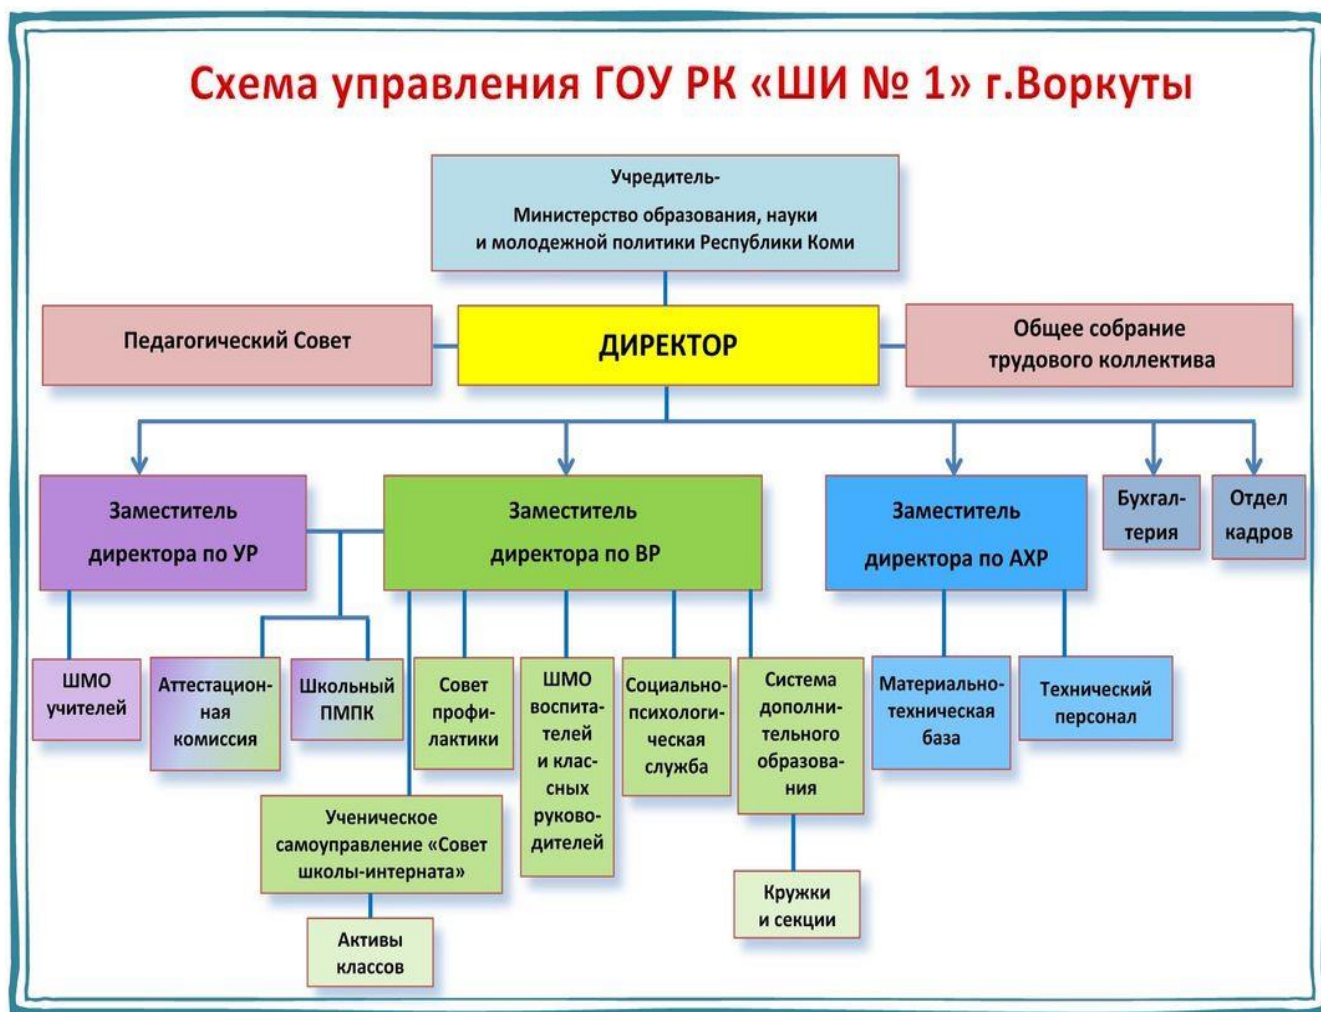 Схема управления ГОУ РК «ШИ № 1» г.Воркуты
Учредитель-
Министерство образования, науки
и молодежной политики Республики Коми
Педагогический Совет
ДИРЕКТОР
Общее собрание
трудового коллектива
Заместитель
директора по УР
Заместитель
директора по ВР
Заместитель
директора по АХР
Бухгал-
терия
Отдел
кадров
ШМО
учителей
Аттестацион-
ная
комиссия
Школьный
ПМПК
Совет
профи-
лактики
ШМО
воспита-
телей
и клас-
сных
руково-
дителей
Социально-
психологи-
ческая
служба
Система
дополни-
тельного
образова-
ния
Материально-
техническая
база
Технический
персонал
Ученическое
самоуправление «Совет
школы-интерната»
Кружки
и секции
Активы
классов